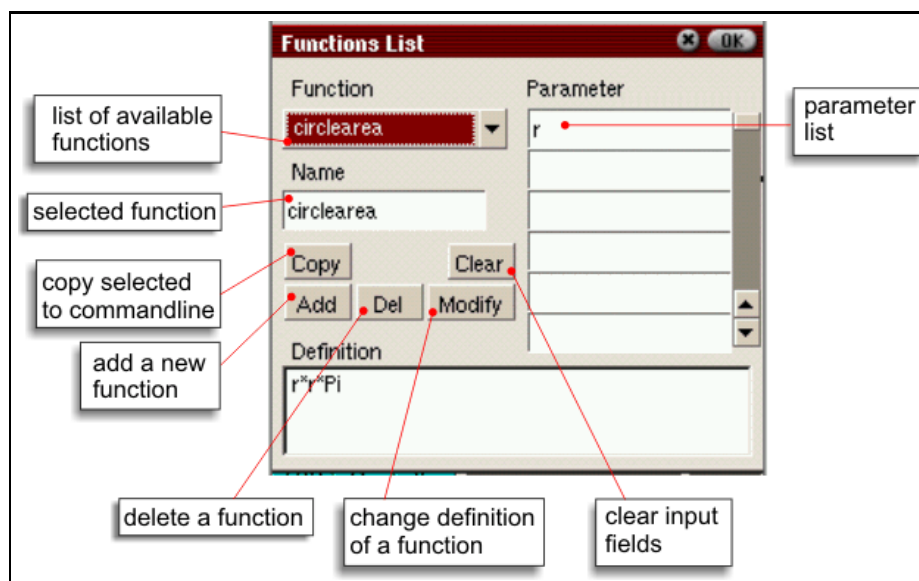 Functions List
OK
Function
Parameter
list of available
functions
circlearea
r
parameter
list
Name
selected function
circlearea
Copy
Clear
copy selected
to commandline
Add
Del
Modify
add a new
function
Definition
r*r*Pi
delete a function
change definition
of a function
clear input
fields